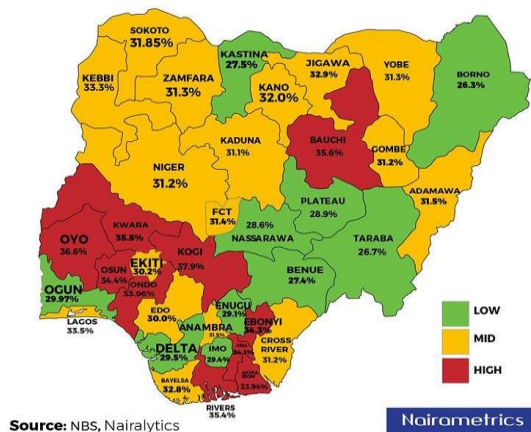 SOKOTO
31.85%
KASTINA
27.5%
JIGAWA
32.9%
YOBE
31.3%
BORNO
26.3%
KEBBI
33.3%
ZAMFARA
31.3%
KANO
32.0%
KADUNA
31.1%
BAUCHI
35.6%
GOMBE
31.2%
NIGER
31.2%
ADAMAWA
31.5%
PLATEAU
28.9%
FCT
31.4%
28.6%
NASSARAWA
TARABA
26.7%
KWARA
35.5%
OYO
36.6%
KOGI
37.9%
EKITI
30.2%
OSUN
34.4%
ONDO
33.96%
BENUE
27.4%
OGUN
29.97%
LAGOS
33.5%
EDO
30.0%
ENUGU
29.1%
EBONYI
34.3%
ANAMBRA
CROSS
RIVER
31.2%
DELTA
29.5%
IMO
29.4%
ABIA
34.1%
BAYELSA
32.8%
AKWA
IBOM
33.94%
RIVERS
35.4%
LOW
MID
HIGH
Source: NBS, Nairalytics
Nairametrics